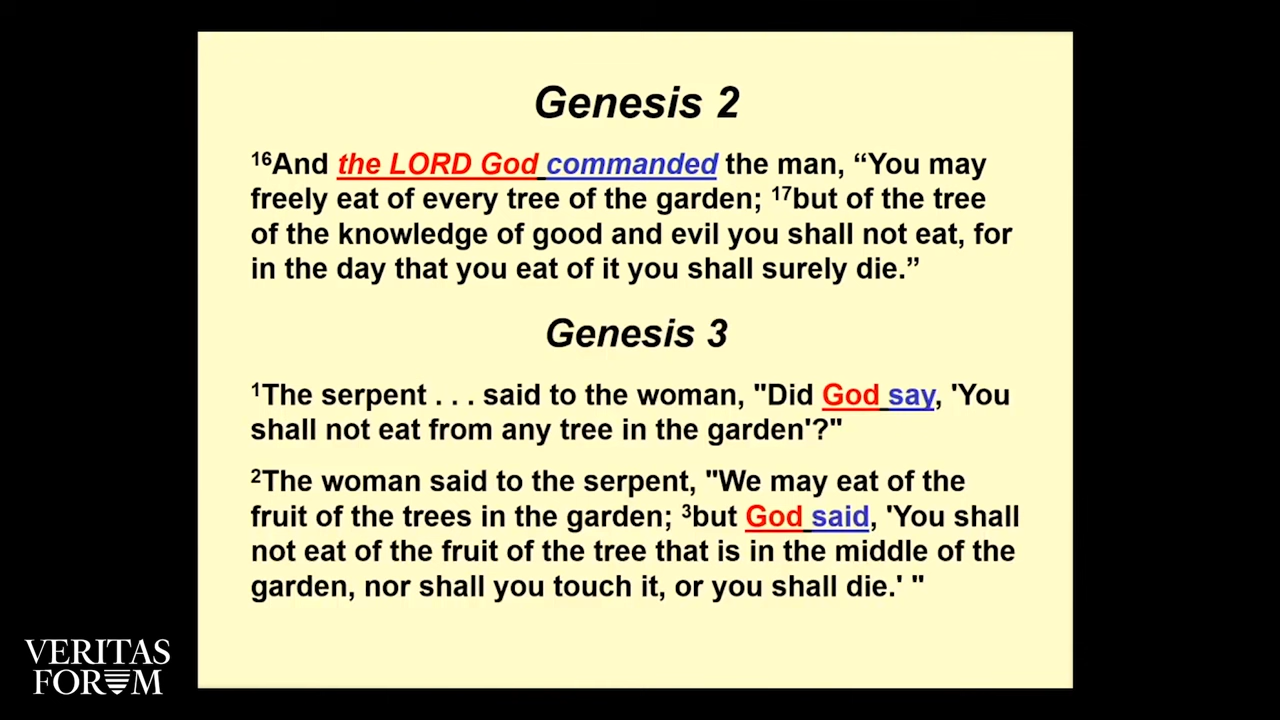 Genesis 2
¹⁶And the LORD God commanded the man, “You may
freely eat of every tree of the garden; ¹⁷but of the tree
of the knowledge of good and evil you shall not eat, for
in the day that you eat of it you shall surely die.”
Genesis 3
¹The serpent . . . said to the woman, "Did God say, 'You
shall not eat from any tree in the garden'?"
²The woman said to the serpent, "We may eat of the
fruit of the trees in the garden; ³but God said, 'You shall
not eat of the fruit of the tree that is in the middle of the
garden, nor shall you touch it, or you shall die.' "
VERITAS
FORUM